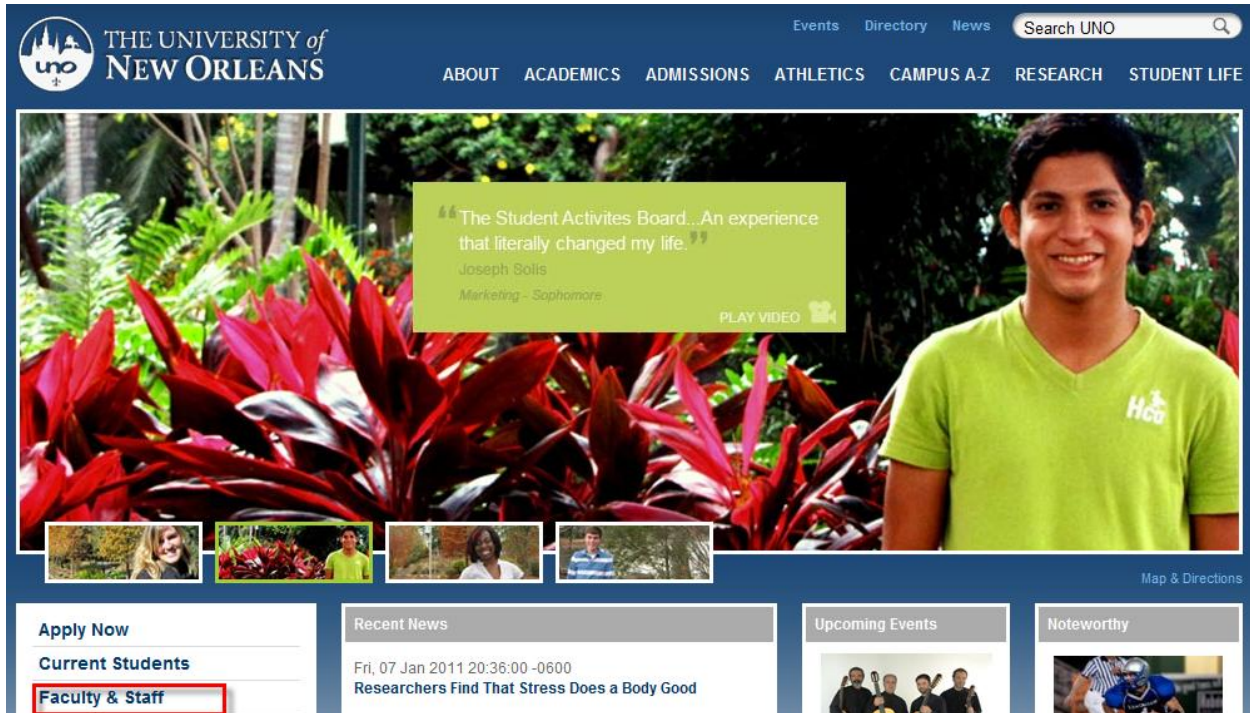 Events Directory News Search UNO
uno
THE UNIVERSITY of
NEW ORLEANS
ABOUT ACADEMICS ADMISSIONS ATHLETICS CAMPUS A-Z RESEARCH STUDENT LIFE
“The Student Activites Board...An experience
that literally changed my life.”
Joseph Solis
Marketing - Sophomore
PLAY VIDEO
Hco
Map & Directions
Apply Now
Current Students
Faculty & Staff
Recent News
Fri, 07 Jan 2011 20:36:00 -0600
Researchers Find That Stress Does a Body Good
Upcoming Events
Noteworthy